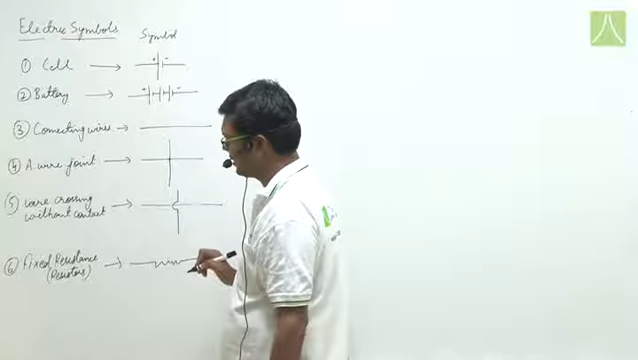 Electric Symbols
Symbol
① Cell →
② Battery →
③ Connecting wires →
④ A wire joint →
⑤ wire crossing
without contact →
⑥ Fixed Resistance
(Resistors) →